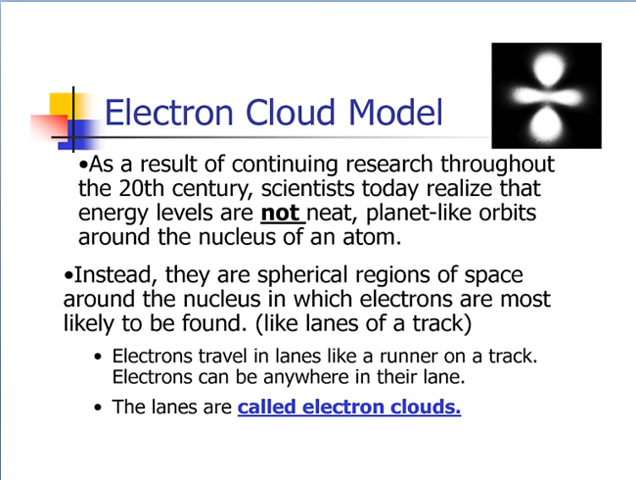 Electron Cloud Model
•As a result of continuing research throughout
the 20th century, scientists today realize that
energy levels are not neat, planet-like orbits
around the nucleus of an atom.
•Instead, they are spherical regions of space
around the nucleus in which electrons are most
likely to be found. (like lanes of a track)
• Electrons travel in lanes like a runner on a track.
Electrons can be anywhere in their lane.
• The lanes are called electron clouds.